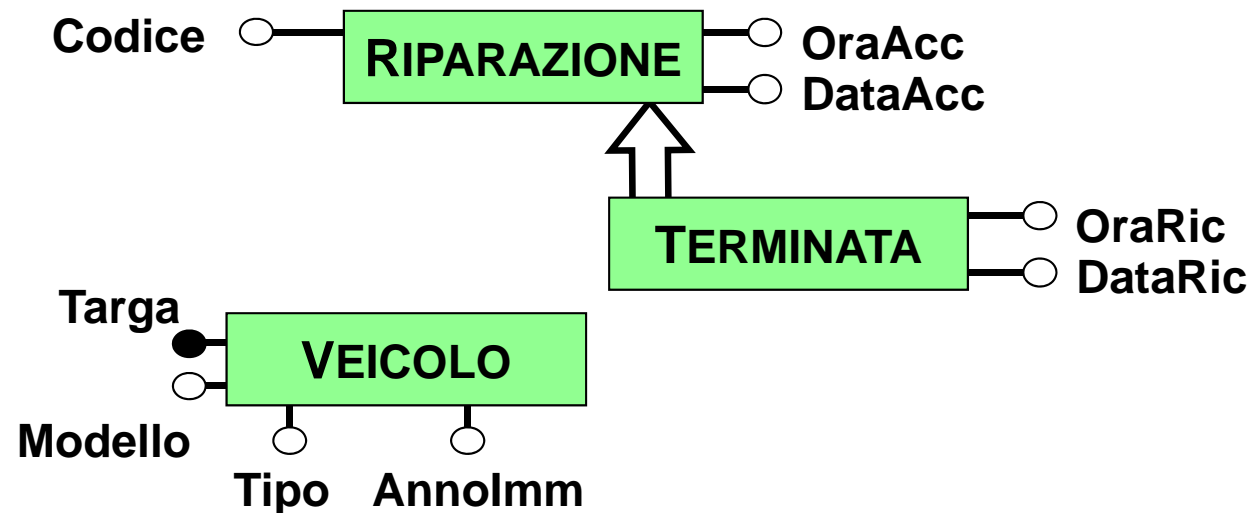 Codice
RIPARAZIONE
OraAcc
DataAcc
TERMINATA
OraRic
DataRic
Targa
VEICOLO
Modello
Tipo
AnnoImm